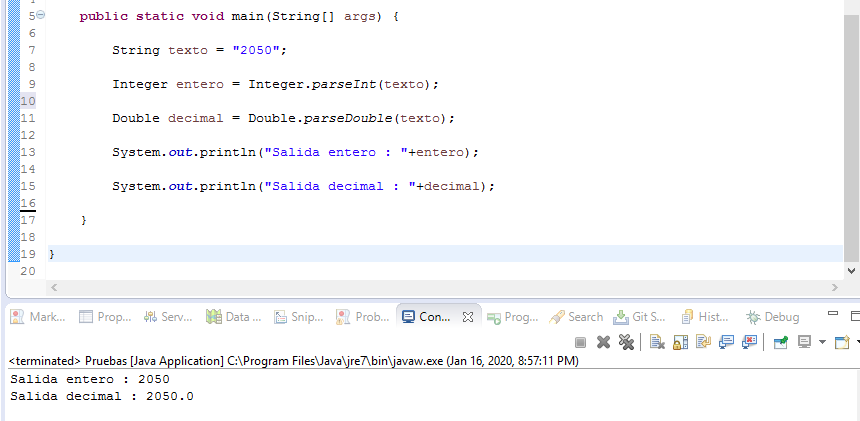 5 public static void main(String[] args) {
6
7 String texto = "2050";
8
9 Integer entero = Integer.parseInt(texto);
10
11 Double decimal = Double.parseDouble(texto);
12
13 System.out.println("Salida entero : "+entero);
14
15 System.out.println("Salida decimal : "+decimal);
16
17 }
18
19 }
20
Mark... Prop... Serv... Data ... Snip... Prob... Con... Prog... Search Git S... Hist... Debug
<terminated> Pruebas [Java Application] C:\Program Files\Java\jre7\bin\javaw.exe (Jan 16, 2020, 8:57:11 PM)
Salida entero : 2050
Salida decimal : 2050.0